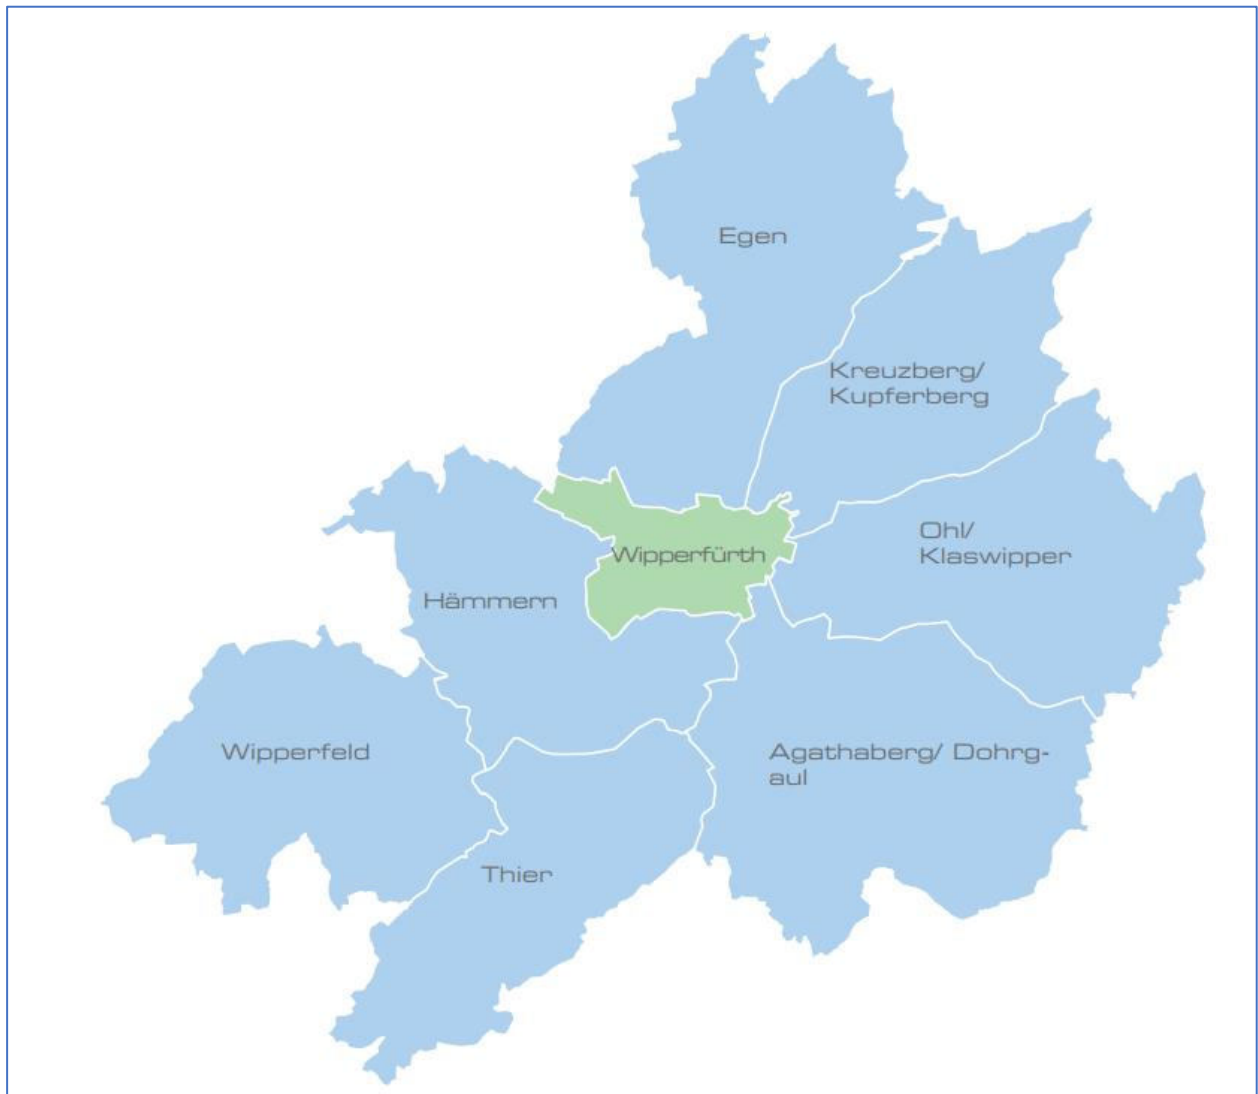 Egen
Kreuzberg/
Kupferberg
Ohl/
Klaswipper
Wipperfürth
Hämmern
Wipperfeld
Agathaberg/ Dohrg-
aul
Thier